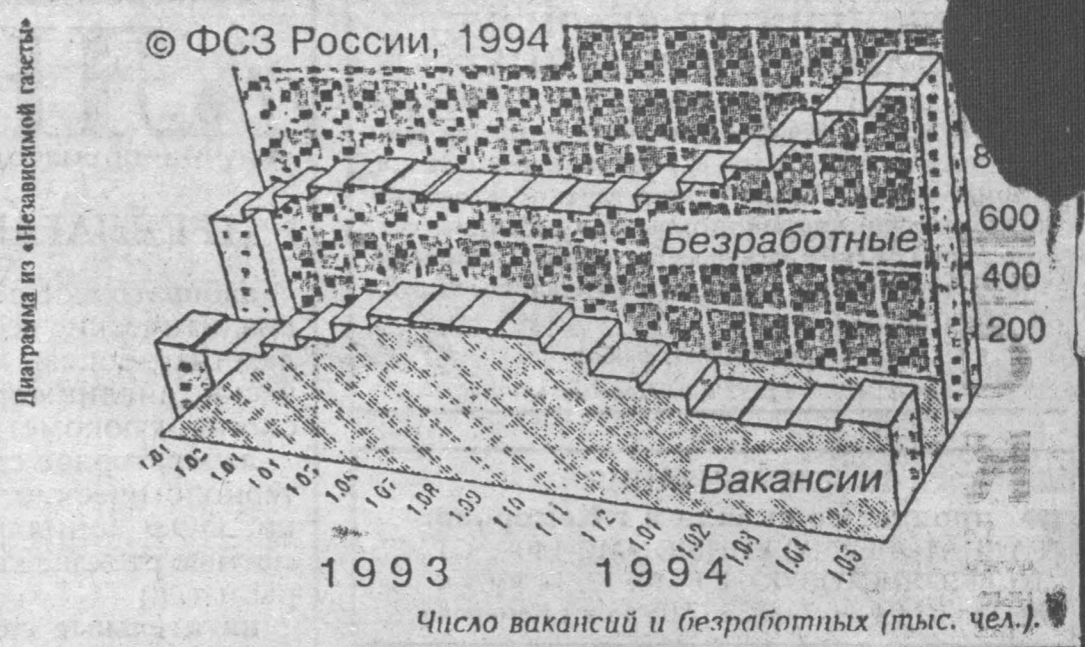 Диаграмма из «Независимой газеты»
© ФСЗ России, 1994
8
600
400
200
Безработные
Вакансии
1.01 1.02 1.03 1.04 1.05 1.06 1.07 1.08 1.09 1.10 1.11 1.12 1.01 1.02 1.03 1.04 1.05
1993 1994
Число вакансий и безработных (тыс. чел.).